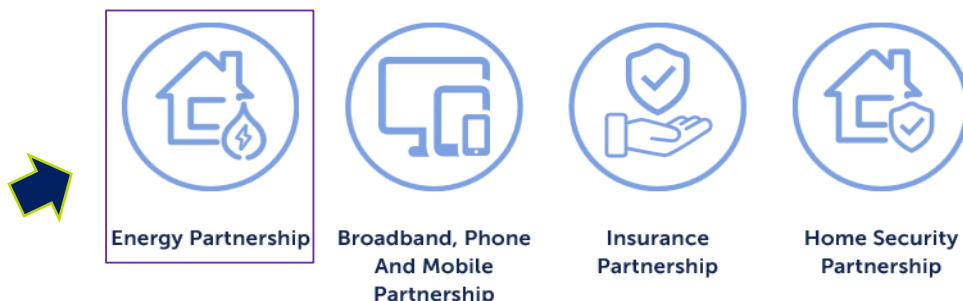 Energy Partnership
Broadband, Phone
And Mobile
Partnership
Insurance
Partnership
Home Security
Partnership